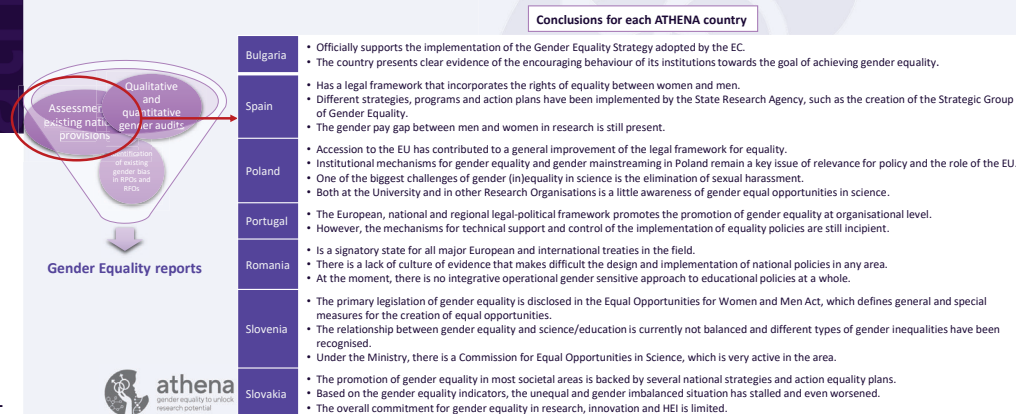 Conclusions for each ATHENA country
Qualitative
and
quantitative
gender audits
Assessmen
existing natio
provisions
of existing
gender bias
in RPOs and
RFOs
Gender Equality reports
athena
gender equality to unlock
research potential
Bulgaria
• Officially supports the implementation of the Gender Equality Strategy adopted by the EC.
• The country presents clear evidence of the encouraging behaviour of its institutions towards the goal of achieving gender equality.
Spain
• Has a legal framework that incorporates the rights of equality between women and men.
• Different strategies, programs and action plans have been implemented by the State Research Agency, such as the creation of the Strategic Group
of Gender Equality.
• The gender pay gap between men and women in research is still present.
Poland
• Accession to the EU has contributed to a general improvement of the legal framework for equality.
• Institutional mechanisms for gender equality and gender mainstreaming in Poland remain a key issue of relevance for policy and the role of the EU.
• One of the biggest challenges of gender (in)equality in science is the elimination of sexual harassment.
• Both at the University and in other Research Organisations is a little awareness of gender equal opportunities in science.
Portugal
• The European, national and regional legal-political framework promotes the promotion of gender equality at organisational level.
• However, the mechanisms for technical support and control of the implementation of equality policies are still incipient.
Romania
• Is a signatory state for all major European and international treaties in the field.
• There is a lack of culture of evidence that makes difficult the design and implementation of national policies in any area.
• At the moment, there is no integrative operational gender sensitive approach to educational policies at a whole.
Slovenia
• The primary legislation of gender equality is disclosed in the Equal Opportunities for Women and Men Act, which defines general and special
measures for the creation of equal opportunities.
• The relationship between gender equality and science/education is currently not balanced and different types of gender inequalities have been
recognised.
• Under the Ministry, there is a Commission for Equal Opportunities in Science, which is very active in the area.
Slovakia
• The promotion of gender equality in most societal areas is backed by several national strategies and action equality plans.
• Based on the gender equality indicators, the unequal and gender imbalanced situation has stalled and even worsened.
• The overall commitment for gender equality in research, innovation and HEI is limited.